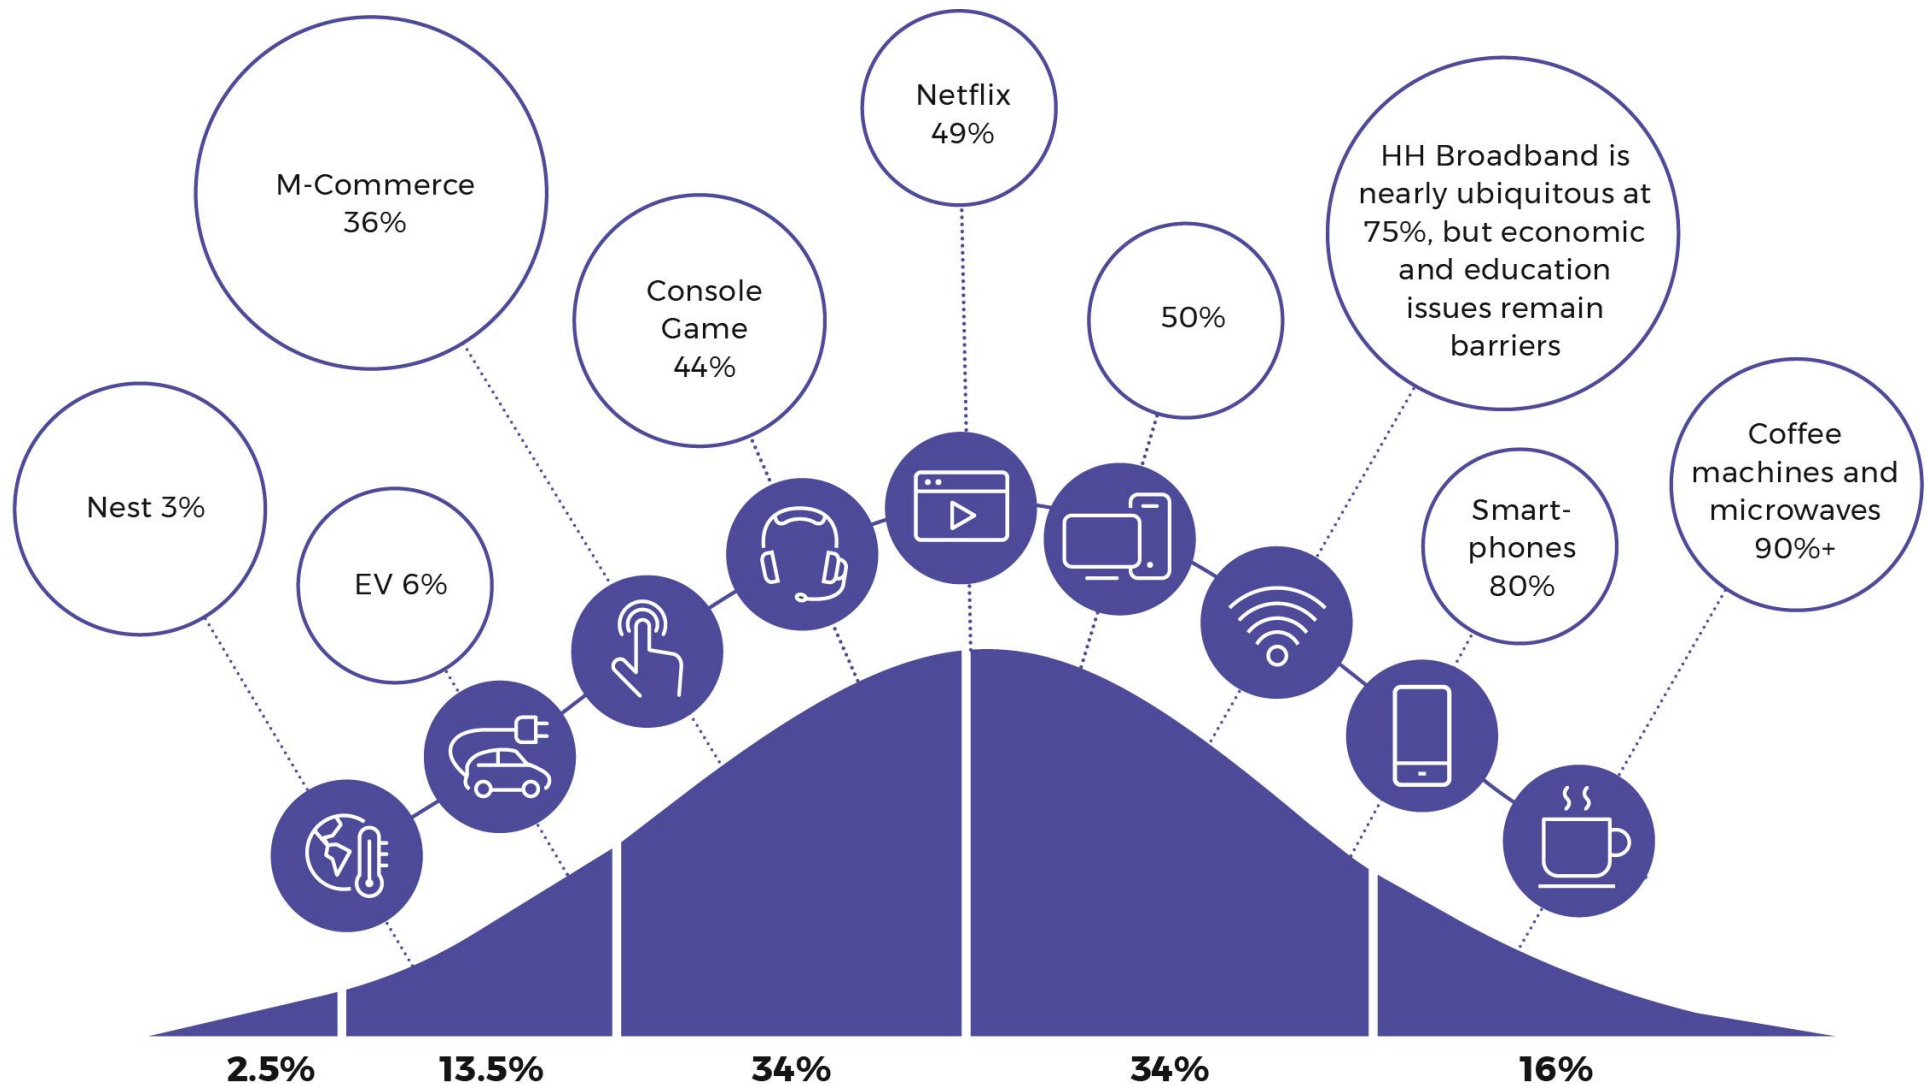 M-Commerce
36%
Netflix
49%
HH Broadband is
nearly ubiquitous at
75%, but economic
and education
issues remain
barriers
Console
Game
44%
50%
Nest 3%
EV 6%
Smart-
phones
80%
Coffee
machines and
microwaves
90%+
2.5%
13.5%
34%
34%
16%